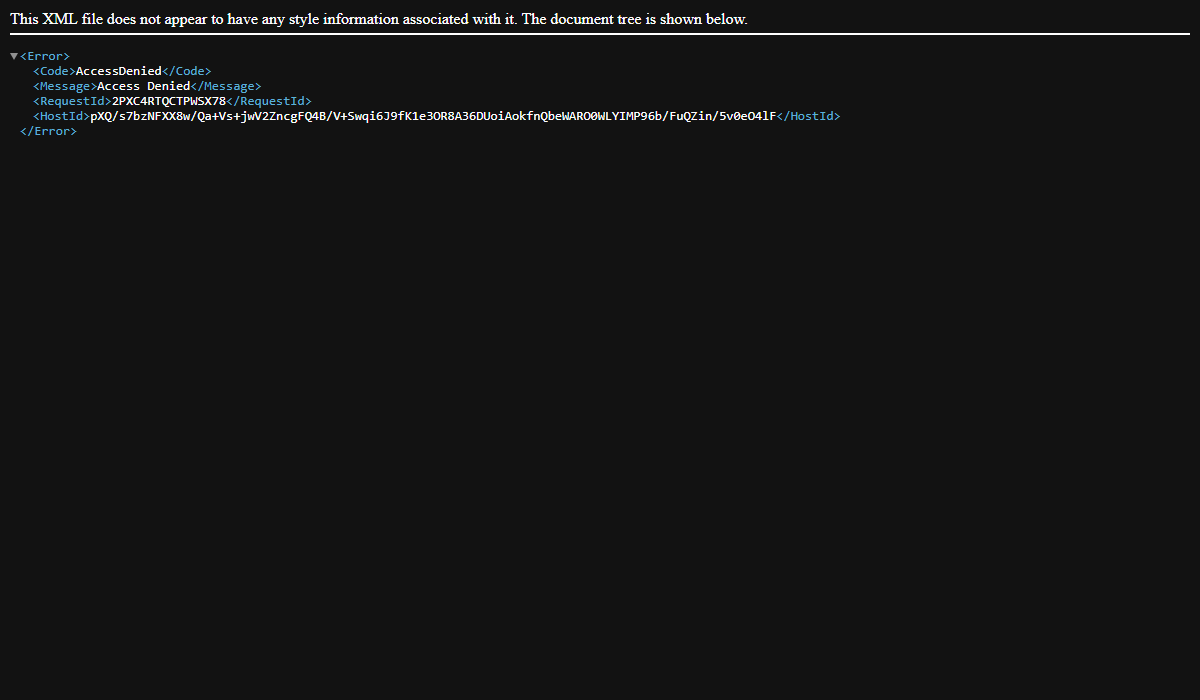 This XML file does not appear to have any style information associated with it. The document tree is shown below.
▼<Error>
<Code>AccessDenied</Code>
<Message>Access Denied</Message>
<RequestId>2PXC4RTQCTPWSX78</RequestId>
<HostId>pXQ/s7bzNFXX8w/Qa+Vs+jwV2ZncgFQ4B/V+Swqi6J9fK1e3OR8A36DUoiAokfnQbeWARO0WLYIMP96b/FuQZin/5v0eO4lF</HostId>
</Error>